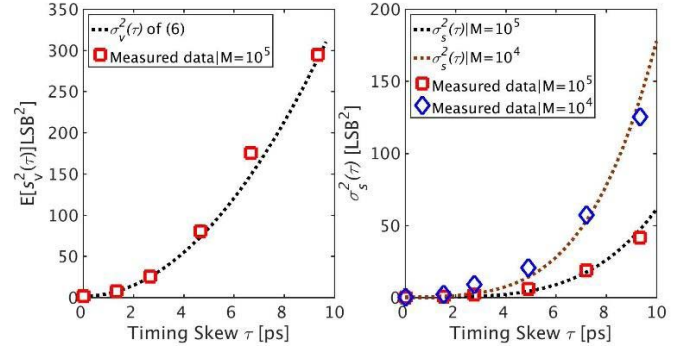 350
300
250
200
150
100
50
0
E[s_v^2(τ)]LSB^2
σ_v^2(τ) of (6)
Measured data|M=10^5
0 2 4 6 8 10
Timing Skew τ [ps]
200
150
100
50
0
σ_s^2(τ) [LSB^2]
σ_s^2(τ)|M=10^5
σ_s^2(τ)|M=10^4
Measured data|M=10^5
Measured data|M=10^4
0 2 4 6 8 10
Timing Skew τ [ps]